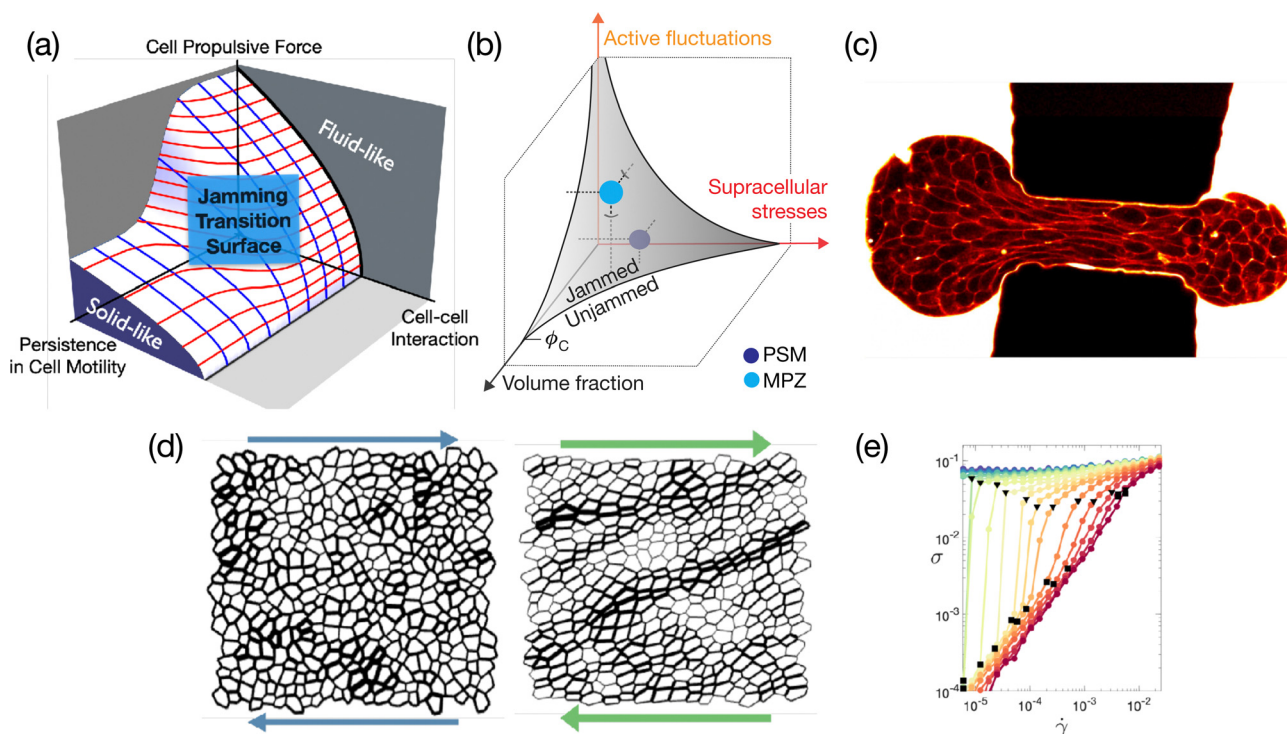 (a)
Cell Propulsive Force
Fluid-like
Jamming
Transition
Surface
Solid-like
Persistence
in Cell Motility
Cell-cell
Interaction
(b)
Active fluctuations
Supracellular
stresses
Jammed
Unjammed
ϕC
Volume fraction
PSM
MPZ
(c)
(d)
(e)
10⁻¹
10⁻²
σ
10⁻³
10⁻⁴
10⁻⁵ 10⁻⁴ 10⁻³ 10⁻²
γ̇